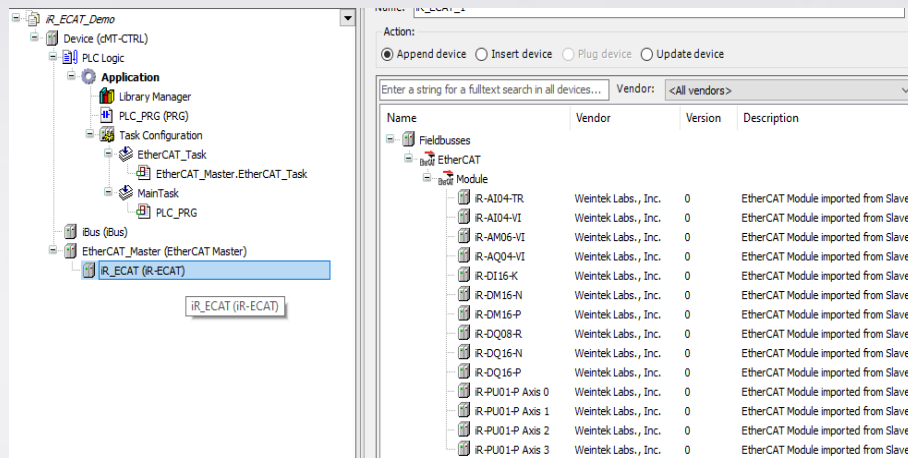 iR_ECAT_Demo
Device (cMT-CTRL)
PLC Logic
Application
Library Manager
PLC_PRG (PRG)
Task Configuration
EtherCAT_Task
EtherCAT_Master.EtherCAT_Task
MainTask
PLC_PRG
iBus (iBus)
EtherCAT_Master (EtherCAT Master)
iR_ECAT (iR-ECAT)
iR_ECAT (iR-ECAT)
Name: iR_ECAT_1
Action:
Append device Insert device Plug device Update device
Enter a string for a fulltext search in all devices... Vendor: <All vendors>
Name Vendor Version Description
Fieldbusses
EtherCAT
Module
iR-AI04-TR Weintek Labs., Inc. 0 EtherCAT Module imported from Slave
iR-AI04-VI Weintek Labs., Inc. 0 EtherCAT Module imported from Slave
iR-AM06-VI Weintek Labs., Inc. 0 EtherCAT Module imported from Slave
iR-AQ04-VI Weintek Labs., Inc. 0 EtherCAT Module imported from Slave
iR-DI16-K Weintek Labs., Inc. 0 EtherCAT Module imported from Slave
iR-DM16-N Weintek Labs., Inc. 0 EtherCAT Module imported from Slave
iR-DM16-P Weintek Labs., Inc. 0 EtherCAT Module imported from Slave
iR-DQ08-R Weintek Labs., Inc. 0 EtherCAT Module imported from Slave
iR-DQ16-N Weintek Labs., Inc. 0 EtherCAT Module imported from Slave
iR-DQ16-P Weintek Labs., Inc. 0 EtherCAT Module imported from Slave
iR-PU01-P Axis 0 Weintek Labs., Inc. 0 EtherCAT Module imported from Slave
iR-PU01-P Axis 1 Weintek Labs., Inc. 0 EtherCAT Module imported from Slave
iR-PU01-P Axis 2 Weintek Labs., Inc. 0 EtherCAT Module imported from Slave
iR-PU01-P Axis 3 Weintek Labs., Inc. 0 EtherCAT Module imported from Slave